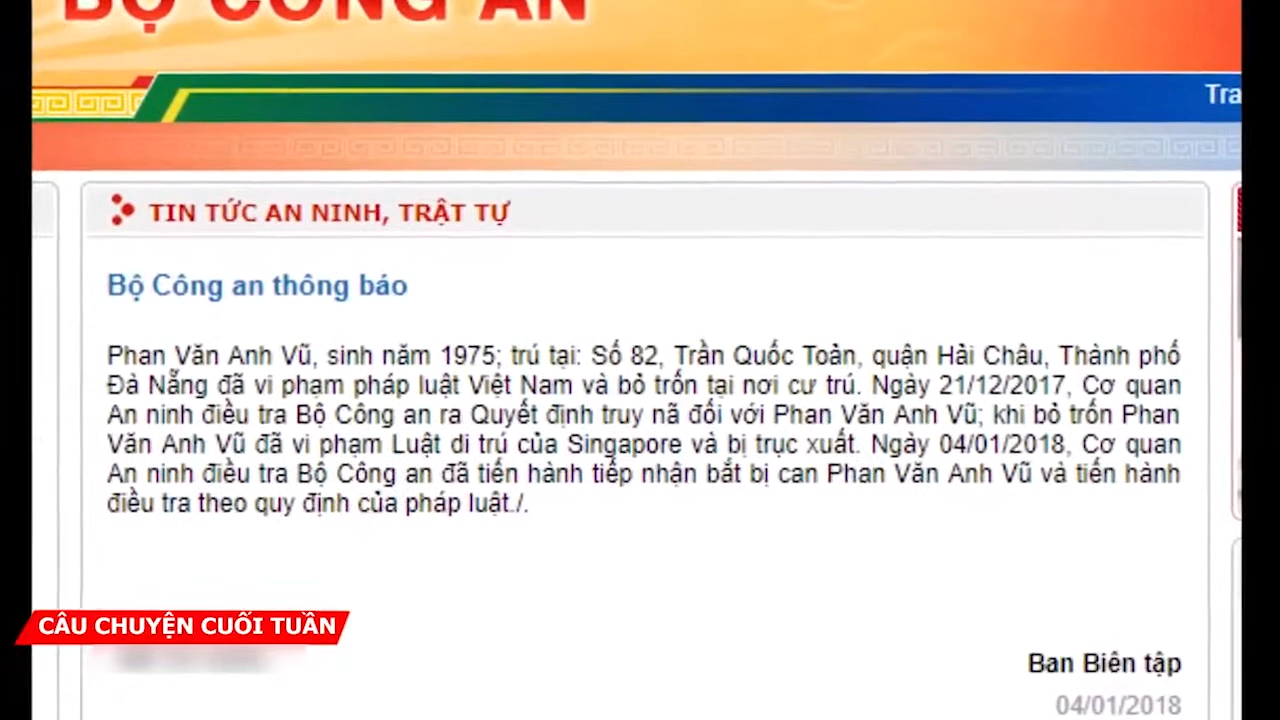 BỘ CÔNG AN
Tra
TIN TỨC AN NINH, TRẬT TỰ
Bộ Công an thông báo
Phan Văn Anh Vũ, sinh năm 1975; trú tại: Số 82, Trần Quốc Toản, quận Hải Châu, Thành phố
Đà Nẵng đã vi phạm pháp luật Việt Nam và bỏ trốn tại nơi cư trú. Ngày 21/12/2017, Cơ quan
An ninh điều tra Bộ Công an ra Quyết định truy nã đối với Phan Văn Anh Vũ; khi bỏ trốn Phan
Văn Anh Vũ đã vi phạm Luật di trú của Singapore và bị trục xuất. Ngày 04/01/2018, Cơ quan
An ninh điều tra Bộ Công an đã tiến hành tiếp nhận bắt bị can Phan Văn Anh Vũ và tiến hành
điều tra theo quy định của pháp luật./.
CÂU CHUYỆN CUỐI TUẦN
Ban Biên tập
04/01/2018